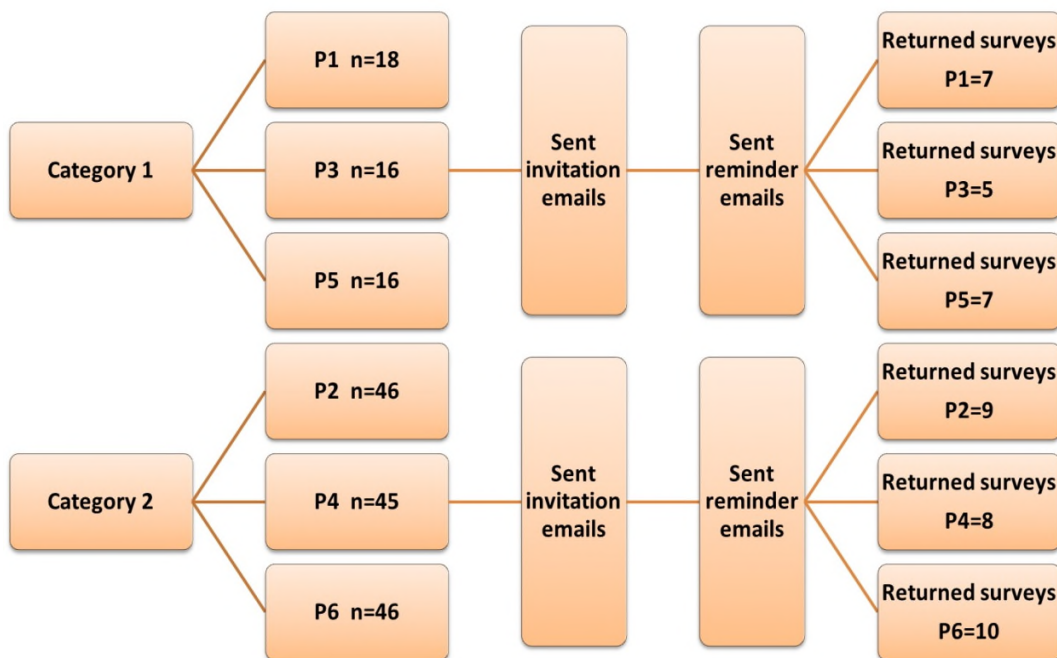 Category 1
P1 n=18
P3 n=16
P5 n=16
Sent
invitation
emails
Sent
reminder
emails
Returned surveys
P1=7
Returned surveys
P3=5
Returned surveys
P5=7
Category 2
P2 n=46
P4 n=45
P6 n=46
Sent
invitation
emails
Sent
reminder
emails
Returned surveys
P2=9
Returned surveys
P4=8
Returned surveys
P6=10